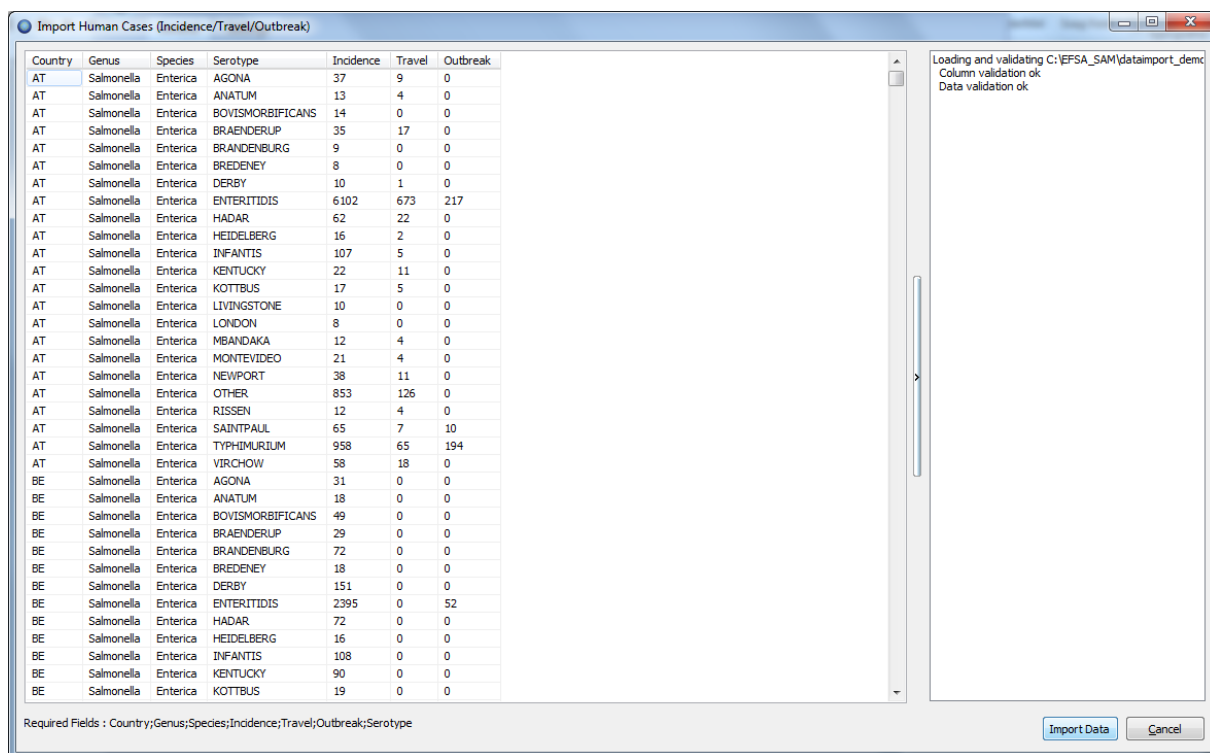 Import Human Cases (Incidence/Travel/Outbreak)
Country Genus Species Serotype Incidence Travel Outbreak
AT Salmonella Enterica AGONA 37 9 0
AT Salmonella Enterica ANATUM 13 4 0
AT Salmonella Enterica BOVISMORBIFICANS 14 0 0
AT Salmonella Enterica BRAENDERUP 35 17 0
AT Salmonella Enterica BRANDENBURG 9 0 0
AT Salmonella Enterica BREDENEY 8 0 0
AT Salmonella Enterica DERBY 10 1 0
AT Salmonella Enterica ENTERITIDIS 6102 673 217
AT Salmonella Enterica HADAR 62 22 0
AT Salmonella Enterica HEIDELBERG 16 2 0
AT Salmonella Enterica INFANTIS 107 5 0
AT Salmonella Enterica KENTUCKY 22 11 0
AT Salmonella Enterica KOTTBUS 17 5 0
AT Salmonella Enterica LIVINGSTONE 10 0 0
AT Salmonella Enterica LONDON 8 0 0
AT Salmonella Enterica MBANDAKA 12 4 0
AT Salmonella Enterica MONTEVIDEO 21 4 0
AT Salmonella Enterica NEWPORT 38 11 0
AT Salmonella Enterica OTHER 853 126 0
AT Salmonella Enterica RISSEN 12 4 0
AT Salmonella Enterica SAINTPAUL 65 7 10
AT Salmonella Enterica TYPHIMURIUM 958 65 194
AT Salmonella Enterica VIRCHOW 58 18 0
BE Salmonella Enterica AGONA 31 0 0
BE Salmonella Enterica ANATUM 18 0 0
BE Salmonella Enterica BOVISMORBIFICANS 49 0 0
BE Salmonella Enterica BRAENDERUP 29 0 0
BE Salmonella Enterica BRANDENBURG 72 0 0
BE Salmonella Enterica BREDENEY 18 0 0
BE Salmonella Enterica DERBY 151 0 0
BE Salmonella Enterica ENTERITIDIS 2395 0 52
BE Salmonella Enterica HADAR 72 0 0
BE Salmonella Enterica HEIDELBERG 16 0 0
BE Salmonella Enterica INFANTIS 108 0 0
BE Salmonella Enterica KENTUCKY 90 0 0
BE Salmonella Enterica KOTTBUS 19 0 0
Loading and validating C:\EFSA_SAM\dataimport_demo
Column validation ok
Data validation ok
Required Fields : Country;Genus;Species;Incidence;Travel;Outbreak;Serotype
Import Data Cancel